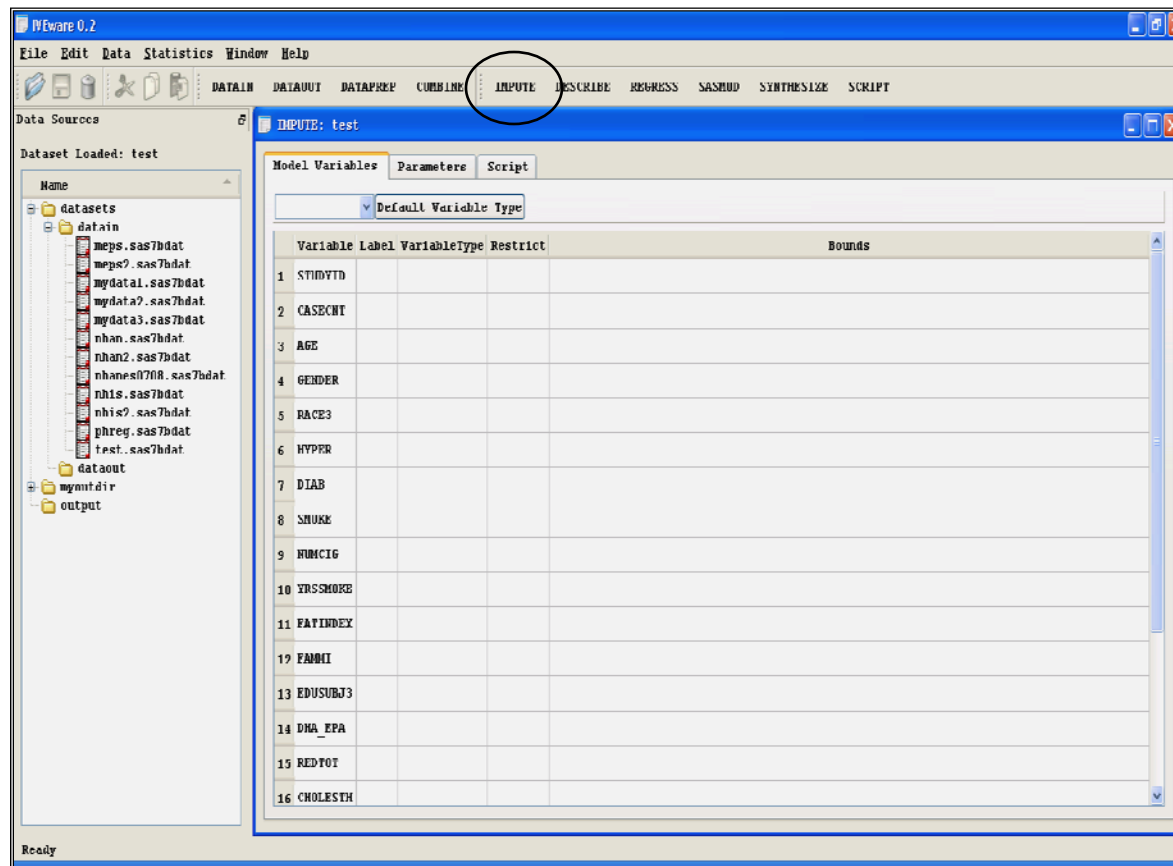 IVEware 0.2
File Edit Data Statistics Window Help
DATAIN DATAOUT DATAPREP COMBINE IMPUTE DESCRIBE REGRESS SASMOD SYNTHESIZE SCRIPT
Data Sources
Dataset Loaded: test
Name
datasets
datain
meps.sas7bdat
meps2.sas7bdat
mydata1.sas7bdat
mydata2.sas7bdat
mydata3.sas7bdat
nhan.sas7bdat
nhan2.sas7bdat
nhanes0708.sas7bdat
nhis.sas7bdat
nhis2.sas7bdat
phreg.sas7bdat
test.sas7bdat
dataout
myoutdir
output
IMPUTE: test
Model Variables Parameters Script
Default Variable Type
Variable Label VariableType Restrict Bounds
1 STUDYID
2 CASECNT
3 AGE
4 GENDER
5 RACE3
6 HYPER
7 DIAB
8 SMOKE
9 NUMCIG
10 YRSSMOKE
11 FATINDEX
12 FAMMI
13 EDUSUBJ3
14 DHA_EPA
15 REDTOT
16 CHOLESTH
Ready